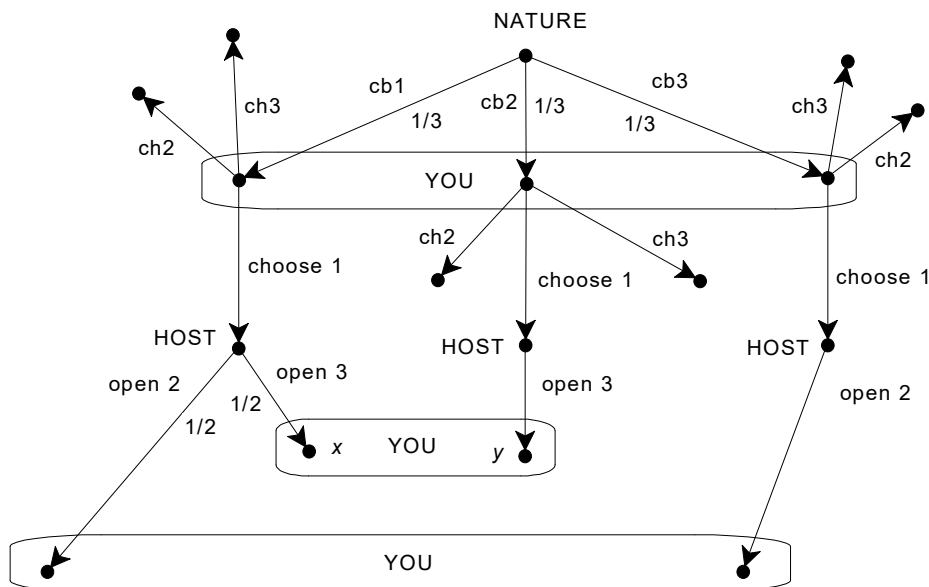 NATURE
cb1
cb2
cb3
1/3
1/3
1/3
ch3
ch2
ch3
ch2
YOU
ch2
ch3
choose 1
choose 1
choose 1
HOST
HOST
HOST
open 2
open 3
open 3
open 2
1/2
1/2
x
YOU
y
YOU